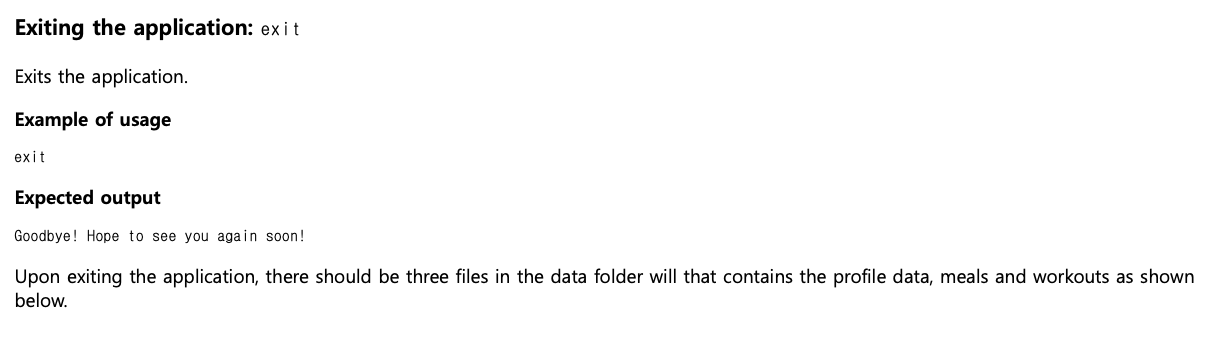 Exiting the application: exit
Exits the application.
Example of usage
exit
Expected output
Goodbye! Hope to see you again soon!
Upon exiting the application, there should be three files in the data folder will that contains the profile data, meals and workouts as shown
below.